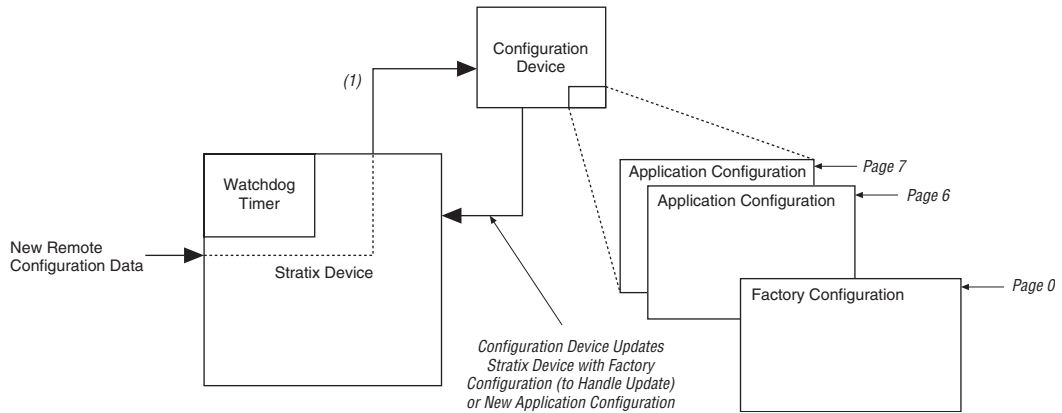 Configuration
Device
(1)
Watchdog
Timer
New Remote
Configuration Data
Stratix Device
Application Configuration
Page 7
Application Configuration
Page 6
Factory Configuration
Page 0
Configuration Device Updates
Stratix Device with Factory
Configuration (to Handle Update)
or New Application Configuration